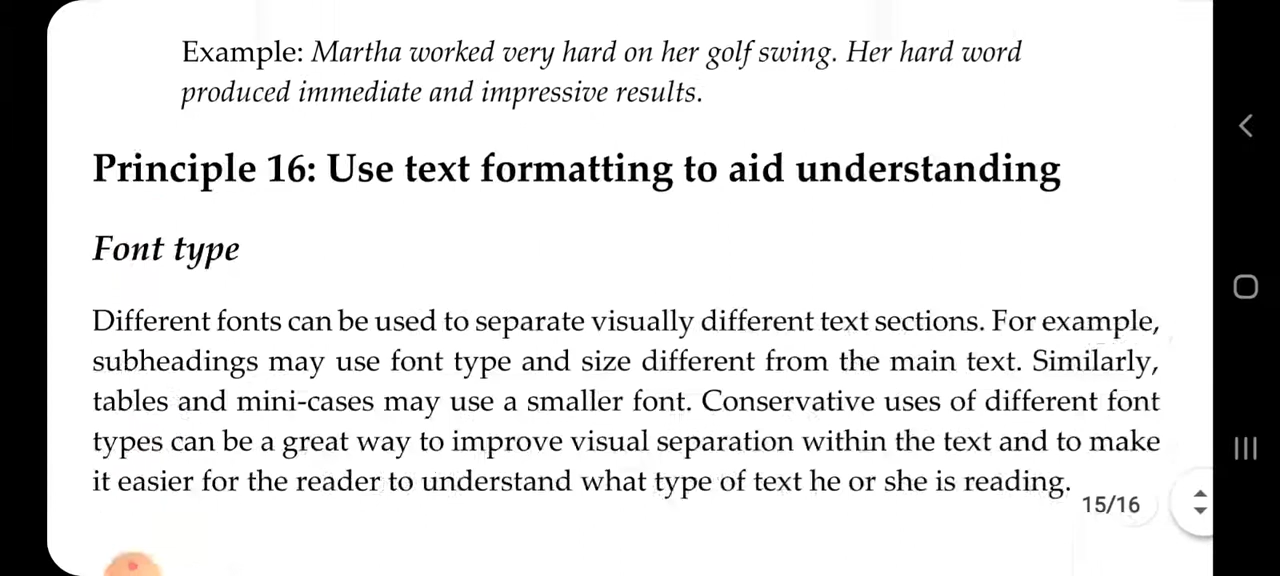 Example: Martha worked very hard on her golf swing. Her hard word
produced immediate and impressive results.
Principle 16: Use text formatting to aid understanding
Font type
Different fonts can be used to separate visually different text sections. For example,
subheadings may use font type and size different from the main text. Similarly,
tables and mini-cases may use a smaller font. Conservative uses of different font
types can be a great way to improve visual separation within the text and to make
it easier for the reader to understand what type of text he or she is reading.
15/16